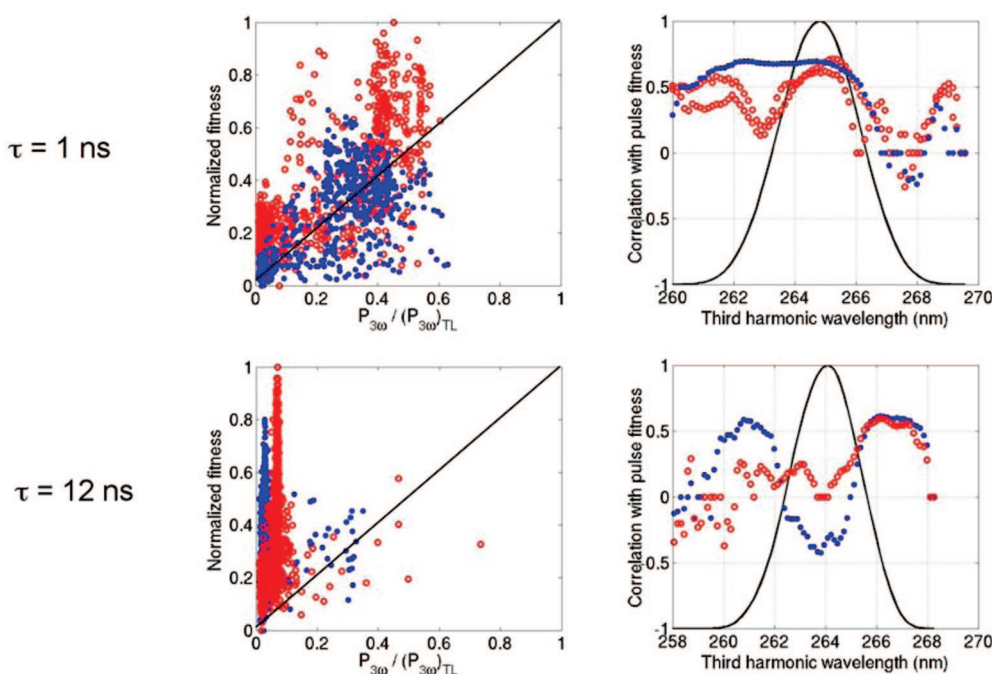 τ = 1 ns
Normalized fitness
1
0.8
0.6
0.4
0.2
0
0 0.2 0.4 0.6 0.8 1
P3ω / (P3ω)TL
Correlation with pulse fitness
1
0.5
0
-0.5
-1
260 262 264 266 268 270
Third harmonic wavelength (nm)
τ = 12 ns
Normalized fitness
1
0.8
0.6
0.4
0.2
0
0 0.2 0.4 0.6 0.8 1
P3ω / (P3ω)TL
Correlation with pulse fitness
1
0.5
0
-0.5
-1
258 260 262 264 266 268 270
Third harmonic wavelength (nm)